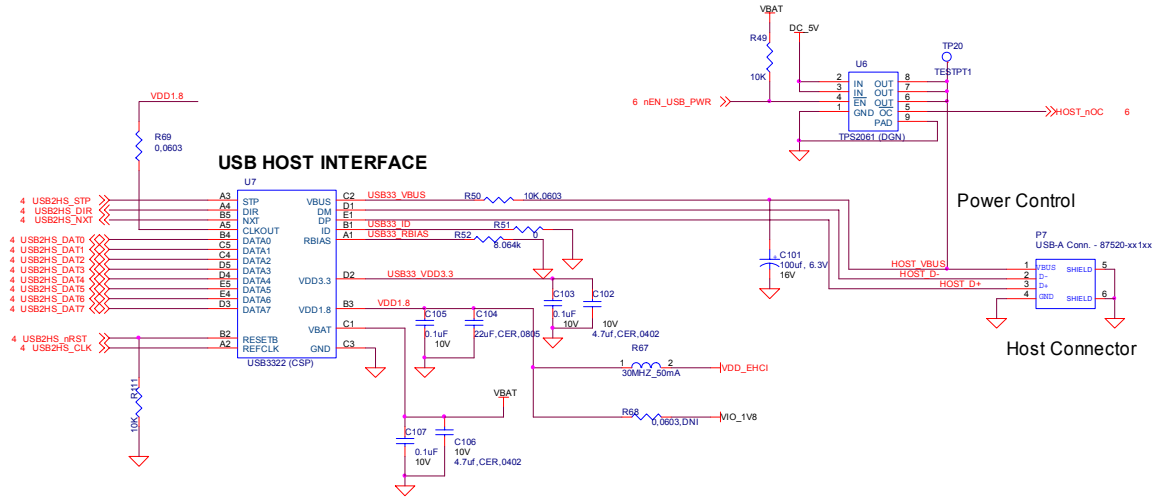 VBAT
DC_5V
R49
10K
TP20
TESTPT1
U6
2 IN OUT 8
3 IN OUT 7
4 EN OUT 6
1 GND OC 5
PAD 9
TPS2061 (DGN)
6 nEN_USB_PWR
HOST_nOC 6
VDD1.8
R69
0,0603
USB HOST INTERFACE
U7
4 USB2HS_STP A3 STP
4 USB2HS_DIR A4 DIR
4 USB2HS_NXT B5 NXT
A5 CLKOUT
4 USB2HS_DAT0 B4 DATA0
4 USB2HS_DAT1 C5 DATA1
4 USB2HS_DAT2 C4 DATA2
4 USB2HS_DAT3 D5 DATA3
4 USB2HS_DAT4 D4 DATA4
4 USB2HS_DAT5 E5 DATA5
4 USB2HS_DAT6 E4 DATA6
4 USB2HS_DAT7 D3 DATA7
4 USB2HS_nRST B2 RESETB
4 USB2HS_CLK A2 REFCLK
VBUS C2 USB33_VBUS
DM D1
DP E1
ID B1 USB33_ID
RBIAS A1 USB33_RBIAS
VDD3.3 D2 USB33_VDD3.3
VDD1.8 B3 VDD1.8
VBAT C1
GND C3
USB3322 (CSP)
R50 10K,0603
R51
0
R52
8.064k
R111
10K
C105
0.1uF
10V
C104
22uF,CER,0805
C103
0.1uF
10V
C102
10V
4.7uf,CER,0402
C101
100uf, 6.3V
16V
R67
1 2
30MHZ_50mA
VDD_EHCI
R68
0,0603,DNI
VIO_1V8
VBAT
C107
0.1uF
10V
C106
10V
4.7uf,CER,0402
Power Control
P7
USB-A Conn. - 87520-xx1xx
HOST_VBUS 1 VBUS SHIELD 5
HOST_D- 2 D-
HOST_D+ 3 D+
4 GND SHIELD 6
Host Connector